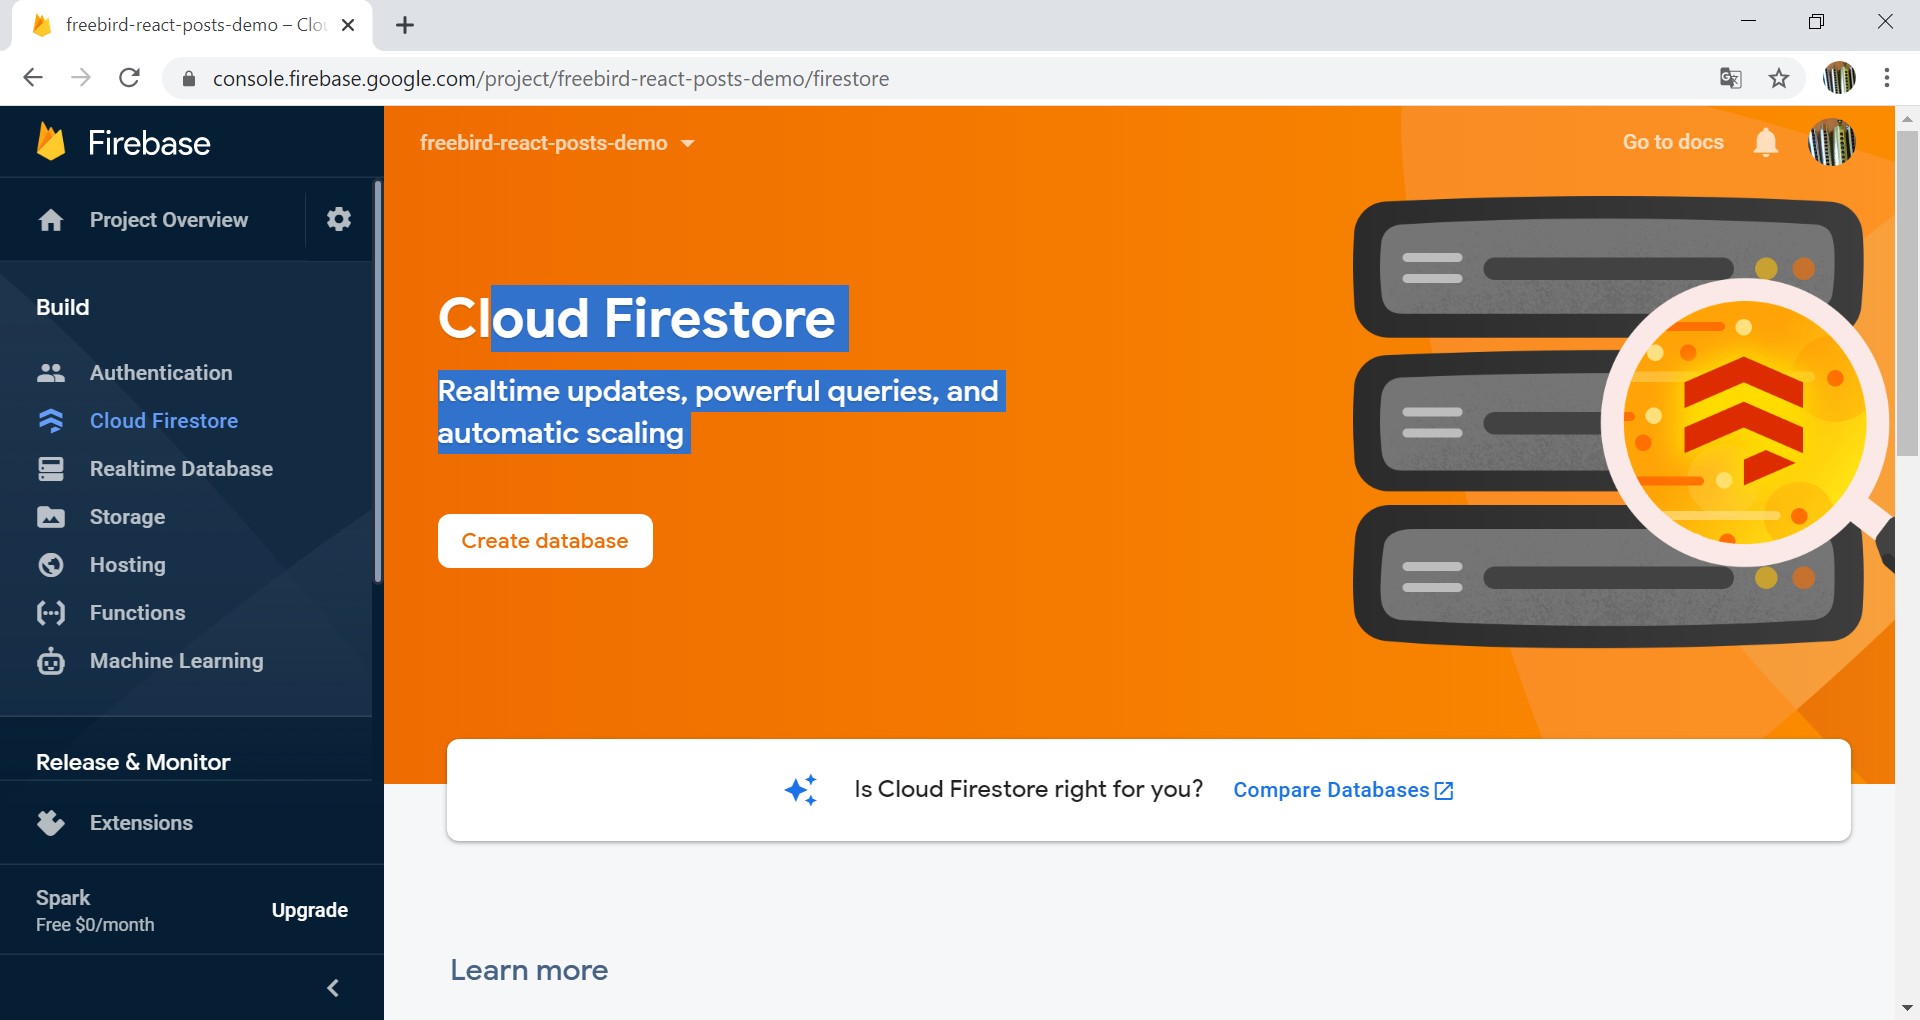 freebird-react-posts-demo – Clo
console.firebase.google.com/project/freebird-react-posts-demo/firestore
Firebase
Project Overview
Build
Authentication
Cloud Firestore
Realtime Database
Storage
Hosting
Functions
Machine Learning
Release & Monitor
Extensions
Spark
Free $0/month
Upgrade
freebird-react-posts-demo
Go to docs
Cloud Firestore
Realtime updates, powerful queries, and
automatic scaling
Create database
Is Cloud Firestore right for you? Compare Databases
Learn more